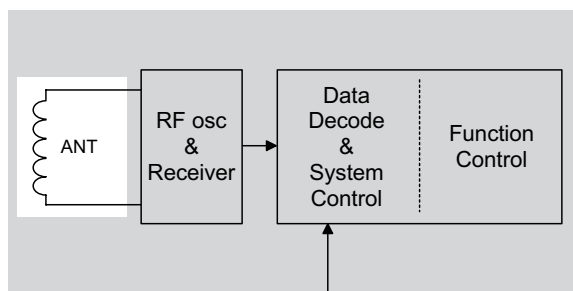 ANT
RF osc
&
Receiver
Data
Decode
&
System
Control
Function
Control